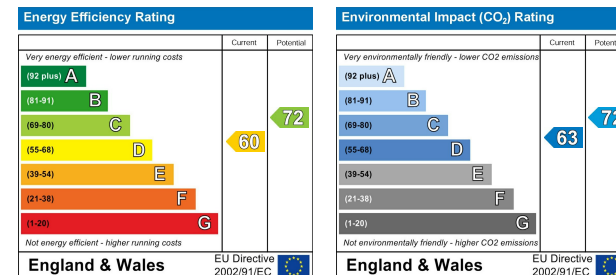 Energy Efficiency Rating
Current Potential
Very energy efficient - lower running costs
(92 plus) A
(81-91) B
(69-80) C
72
(55-68) D
60
(39-54) E
(21-38) F
(1-20) G
Not energy efficient - higher running costs
England & Wales
EU Directive
2002/91/EC
Environmental Impact (CO₂) Rating
Current Potent
Very environmentally friendly - lower CO2 emissions
(92 plus) A
(81-91) B
(69-80) C
72
(55-68) D
63
(39-54) E
(21-38) F
(1-20) G
Not environmentally friendly - higher CO2 emissions
England & Wales
EU Directive
2002/91/EC